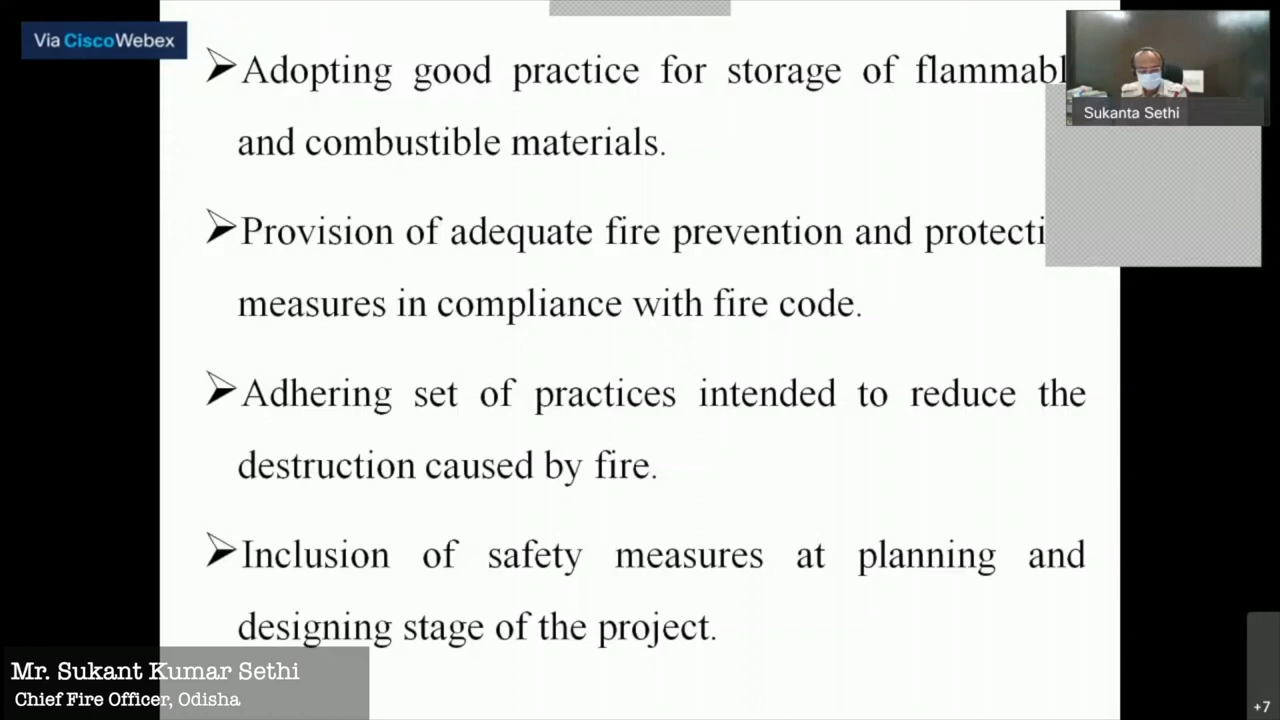 Via CiscoWebex
➢Adopting good practice for storage of flammabl
and combustible materials.
➢Provision of adequate fire prevention and protecti
measures in compliance with fire code.
➢Adhering set of practices intended to reduce the
destruction caused by fire.
➢Inclusion of safety measures at planning and
designing stage of the project.
Sukanta Sethi
Mr. Sukant Kumar Sethi
Chief Fire Officer, Odisha
+7